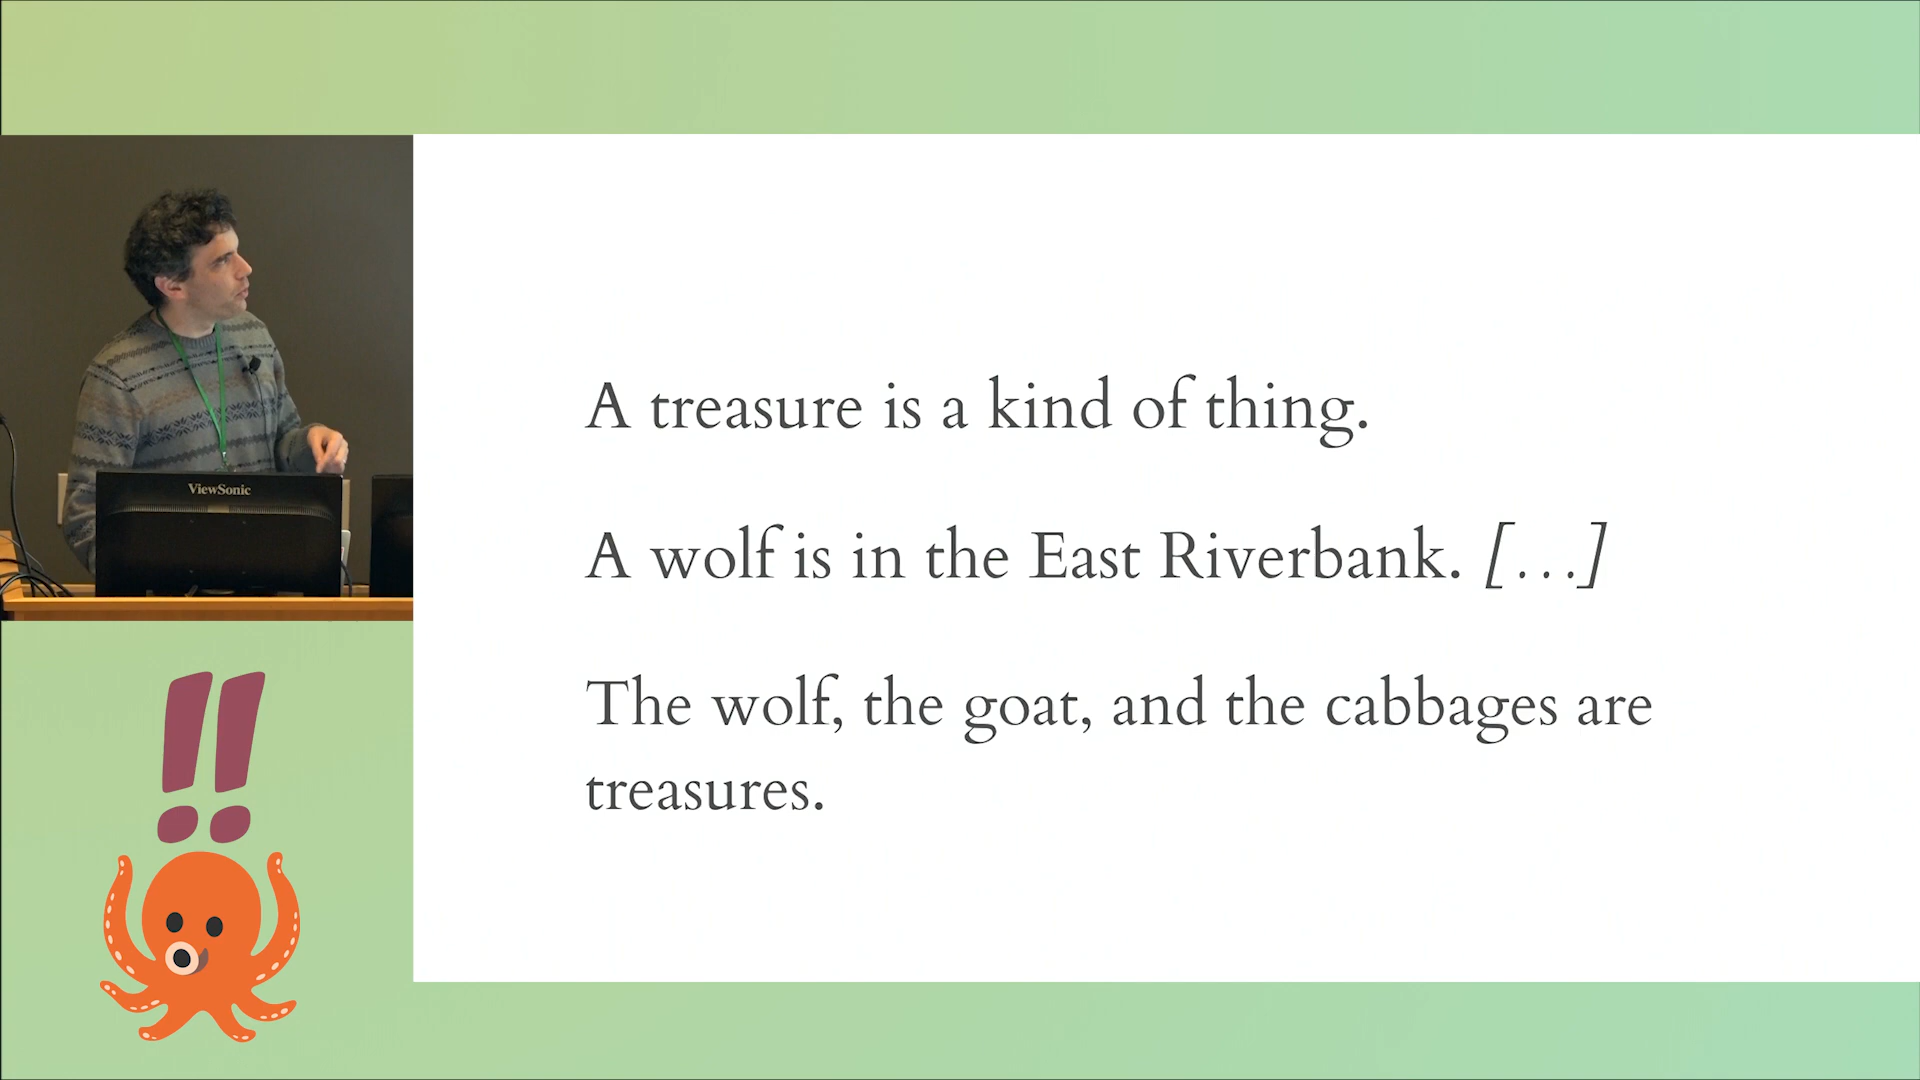 ViewSonic
A treasure is a kind of thing.
A wolf is in the East Riverbank. [...]
The wolf, the goat, and the cabbages are
treasures.
!!